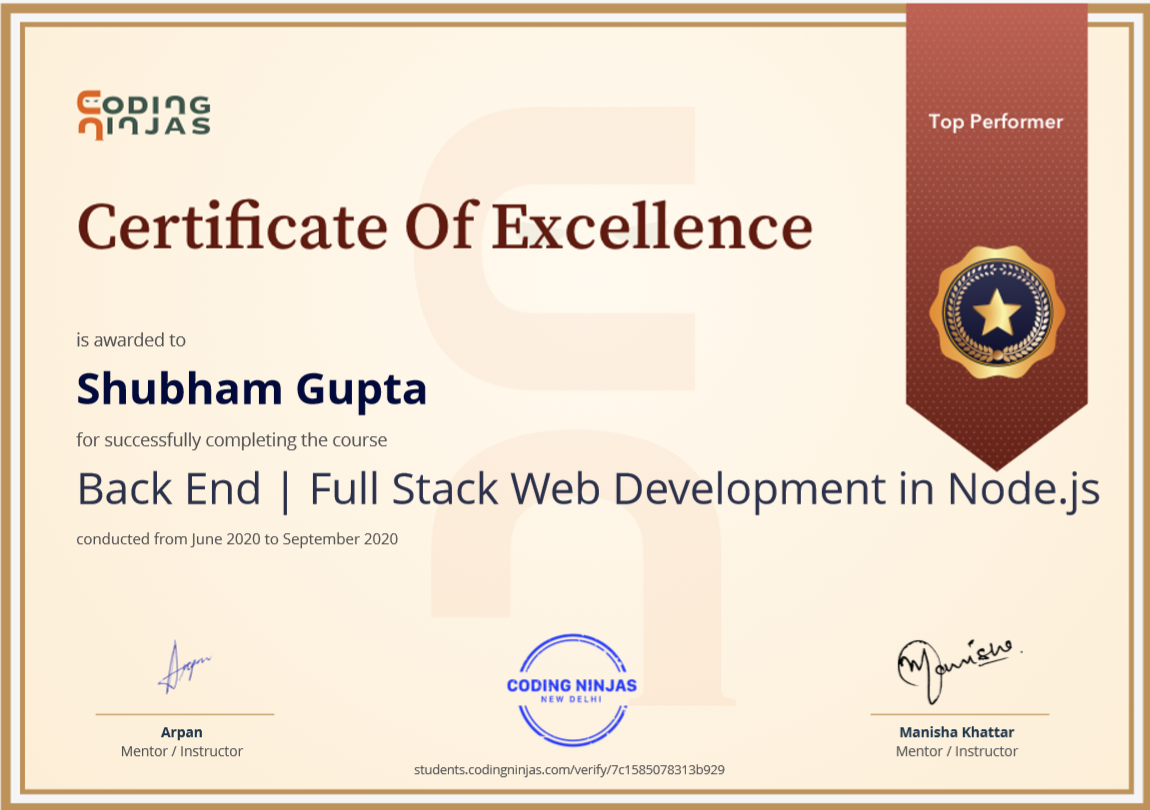 CODING
NINJAS
Top Performer
Certificate Of Excellence
is awarded to
Shubham Gupta
for successfully completing the course
Back End | Full Stack Web Development in Node.js
conducted from June 2020 to September 2020
Arpan
Manisha
CODING NINJAS
NEW DELHI
Arpan
Mentor / Instructor
Manisha Khattar
Mentor / Instructor
students.codingninjas.com/verify/7c1585078313b929